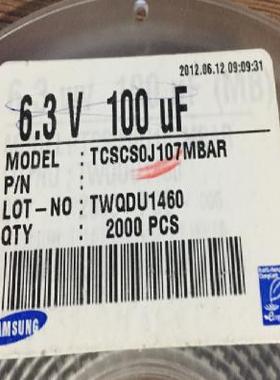 2012.06.12 09:09:31
6.3 V 100 uF
MODEL : TCSCS0J107MBAR
P/N :
LOT-NO : TWQDU1460
QTY : 2000 PCS
SAMSUNG